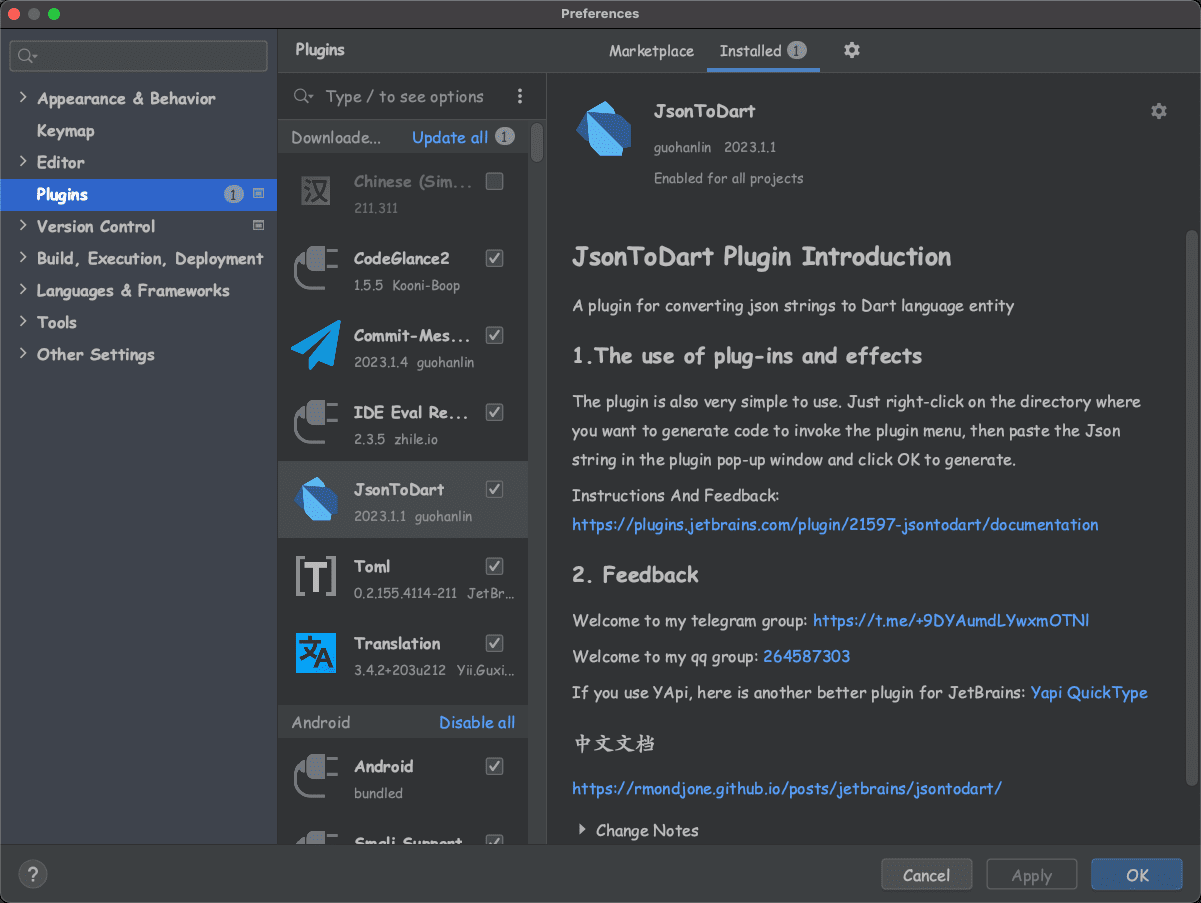 Preferences
Plugins
Marketplace
Installed 1
Appearance & Behavior
Keymap
Editor
Plugins 1
Version Control
Build, Execution, Deployment
Languages & Frameworks
Tools
Other Settings
Type / to see options
Downloade... Update all 1
汉
Chinese (Sim...
211.311
CodeGlance2
1.5.5 Kooni-Boop
Commit-Mes...
2023.1.4 guohanlin
IDE Eval Re...
2.3.5 zhile.io
JsonToDart
2023.1.1 guohanlin
[T]
Toml
0.2.155.4114-211 JetBr...
文A
Translation
3.4.2+203u212 Yii.Guxi...
Android Disable all
Android
bundled
Smali Support
JsonToDart
guohanlin 2023.1.1
Enabled for all projects
JsonToDart Plugin Introduction
A plugin for converting json strings to Dart language entity
1.The use of plug-ins and effects
The plugin is also very simple to use. Just right-click on the directory where
you want to generate code to invoke the plugin menu, then paste the Json
string in the plugin pop-up window and click OK to generate.
Instructions And Feedback:
https://plugins.jetbrains.com/plugin/21597-jsontodart/documentation
2. Feedback
Welcome to my telegram group: https://t.me/+9DYAumdLYwxmOTNl
Welcome to my qq group: 264587303
If you use YApi, here is another better plugin for JetBrains: Yapi QuickType
中文文档
https://rmondjone.github.io/posts/jetbrains/jsontodart/
Change Notes
?
Cancel
Apply
OK